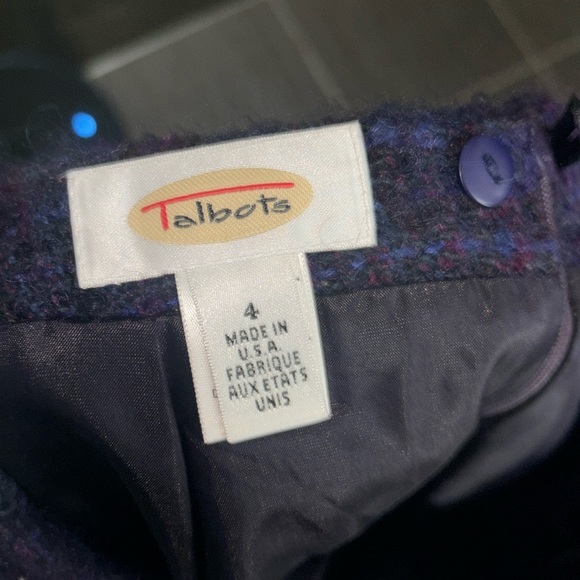 Talbots
4
MADE IN
U.S.A.
FABRIQUE
AUX ETATS
UNIS